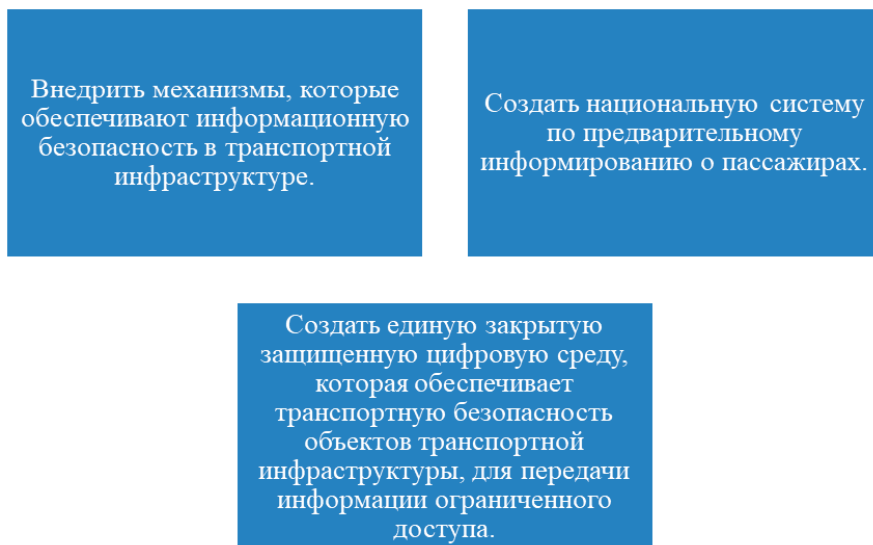 Внедрить механизмы, которые
обеспечивают информационную
безопасность в транспортной
инфраструктуре.
Создать национальную систему
по предварительному
информированию о пассажирах.
Создать единую закрытую
защищенную цифровую среду,
которая обеспечивает
транспортную безопасность
объектов транспортной
инфраструктуры, для передачи
информации ограниченного
доступа.